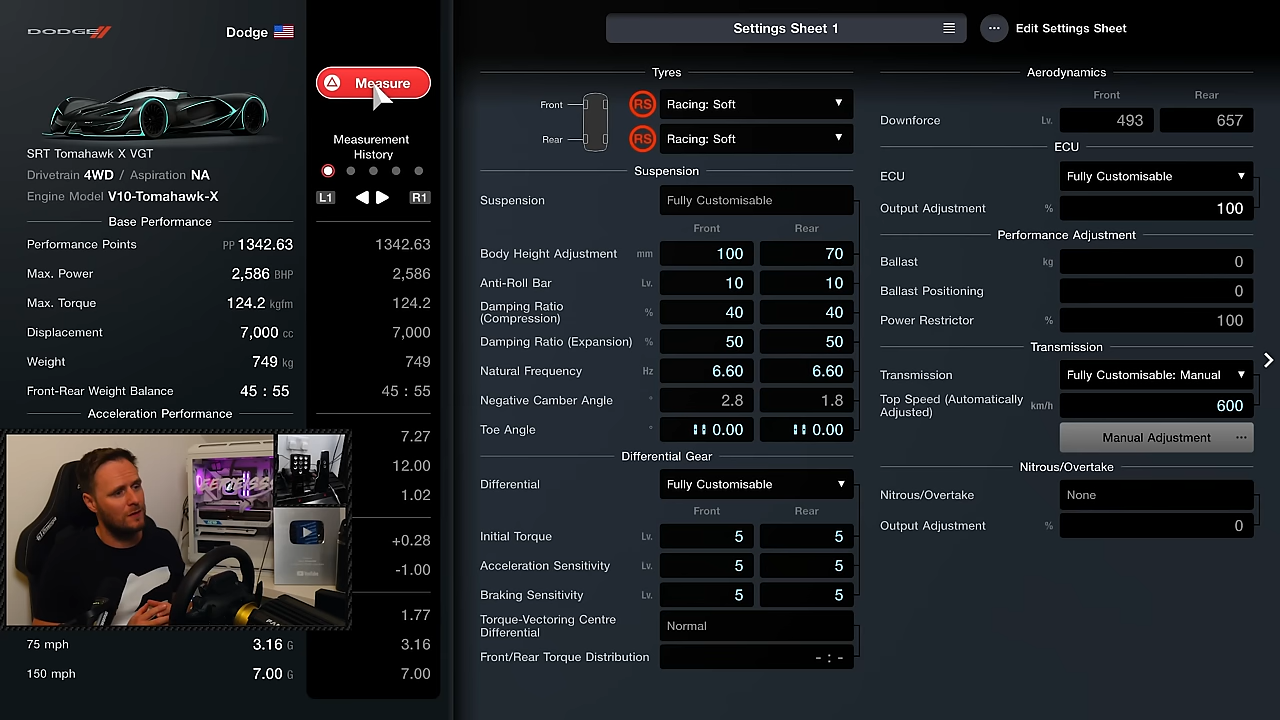 DODGE
Dodge
SRT Tomahawk X VGT
Drivetrain 4WD / Aspiration NA
Engine Model V10-Tomahawk-X
Base Performance
Performance Points PP 1342.63
Max. Power 2,586 BHP
Max. Torque 124.2 kgfm
Displacement 7,000 cc
Weight 749 kg
Front-Rear Weight Balance 45 : 55
Acceleration Performance
75 mph 3.16 G
150 mph 7.00 G
Measure
Measurement
History
L1 R1
1342.63
2,586
124.2
7,000
749
45 : 55
7.27
12.00
1.02
+0.28
-1.00
1.77
3.16
7.00
Settings Sheet 1
Edit Settings Sheet
Tyres
Front RS Racing: Soft
Rear RS Racing: Soft
Suspension
Suspension Fully Customisable
Front Rear
Body Height Adjustment mm 100 70
Anti-Roll Bar Lv. 10 10
Damping Ratio
(Compression) % 40 40
Damping Ratio (Expansion) % 50 50
Natural Frequency Hz 6.60 6.60
Negative Camber Angle ° 2.8 1.8
Toe Angle ° 0.00 0.00
Differential Gear
Differential Fully Customisable
Front Rear
Initial Torque Lv. 5 5
Acceleration Sensitivity Lv. 5 5
Braking Sensitivity Lv. 5 5
Torque-Vectoring Centre
Differential Normal
Front/Rear Torque Distribution - : -
Aerodynamics
Front Rear
Downforce Lv. 493 657
ECU
ECU Fully Customisable
Output Adjustment % 100
Performance Adjustment
Ballast kg 0
Ballast Positioning 0
Power Restrictor % 100
Transmission
Transmission Fully Customisable: Manual
Top Speed (Automatically
Adjusted) km/h 600
Manual Adjustment
Nitrous/Overtake
Nitrous/Overtake None
Output Adjustment % 0